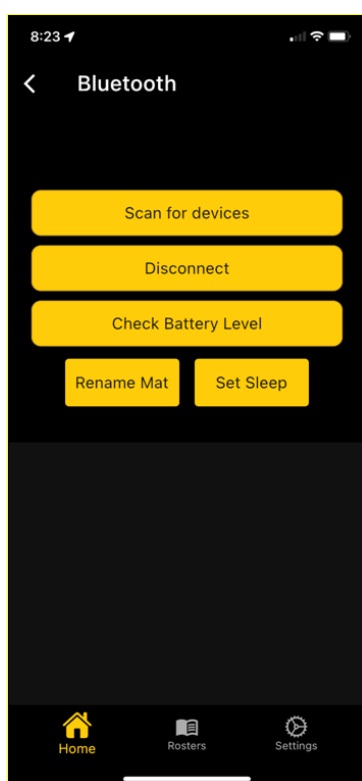 8:23
Bluetooth
Scan for devices
Disconnect
Check Battery Level
Rename Mat Set Sleep
Home Rosters Settings